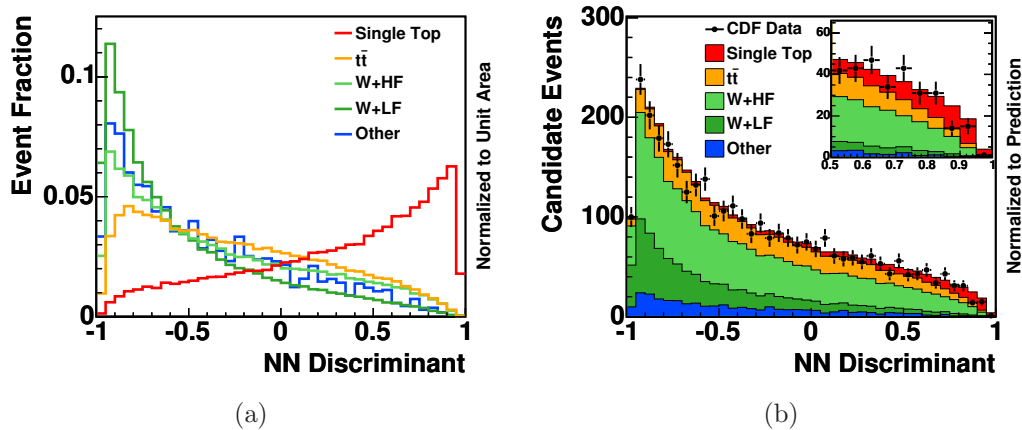 Event Fraction
0.1
0.05
0
Single Top
tt̄
W+HF
W+LF
Other
Normalized to Unit Area
-1 -0.5 0 0.5 1
NN Discriminant
(a)
Candidate Events
300
200
100
0
CDF Data
Single Top
tt̄
W+HF
W+LF
Other
60
40
20
0
0.5 0.6 0.7 0.8 0.9 1
Normalized to Prediction
-1 -0.5 0 0.5 1
NN Discriminant
(b)